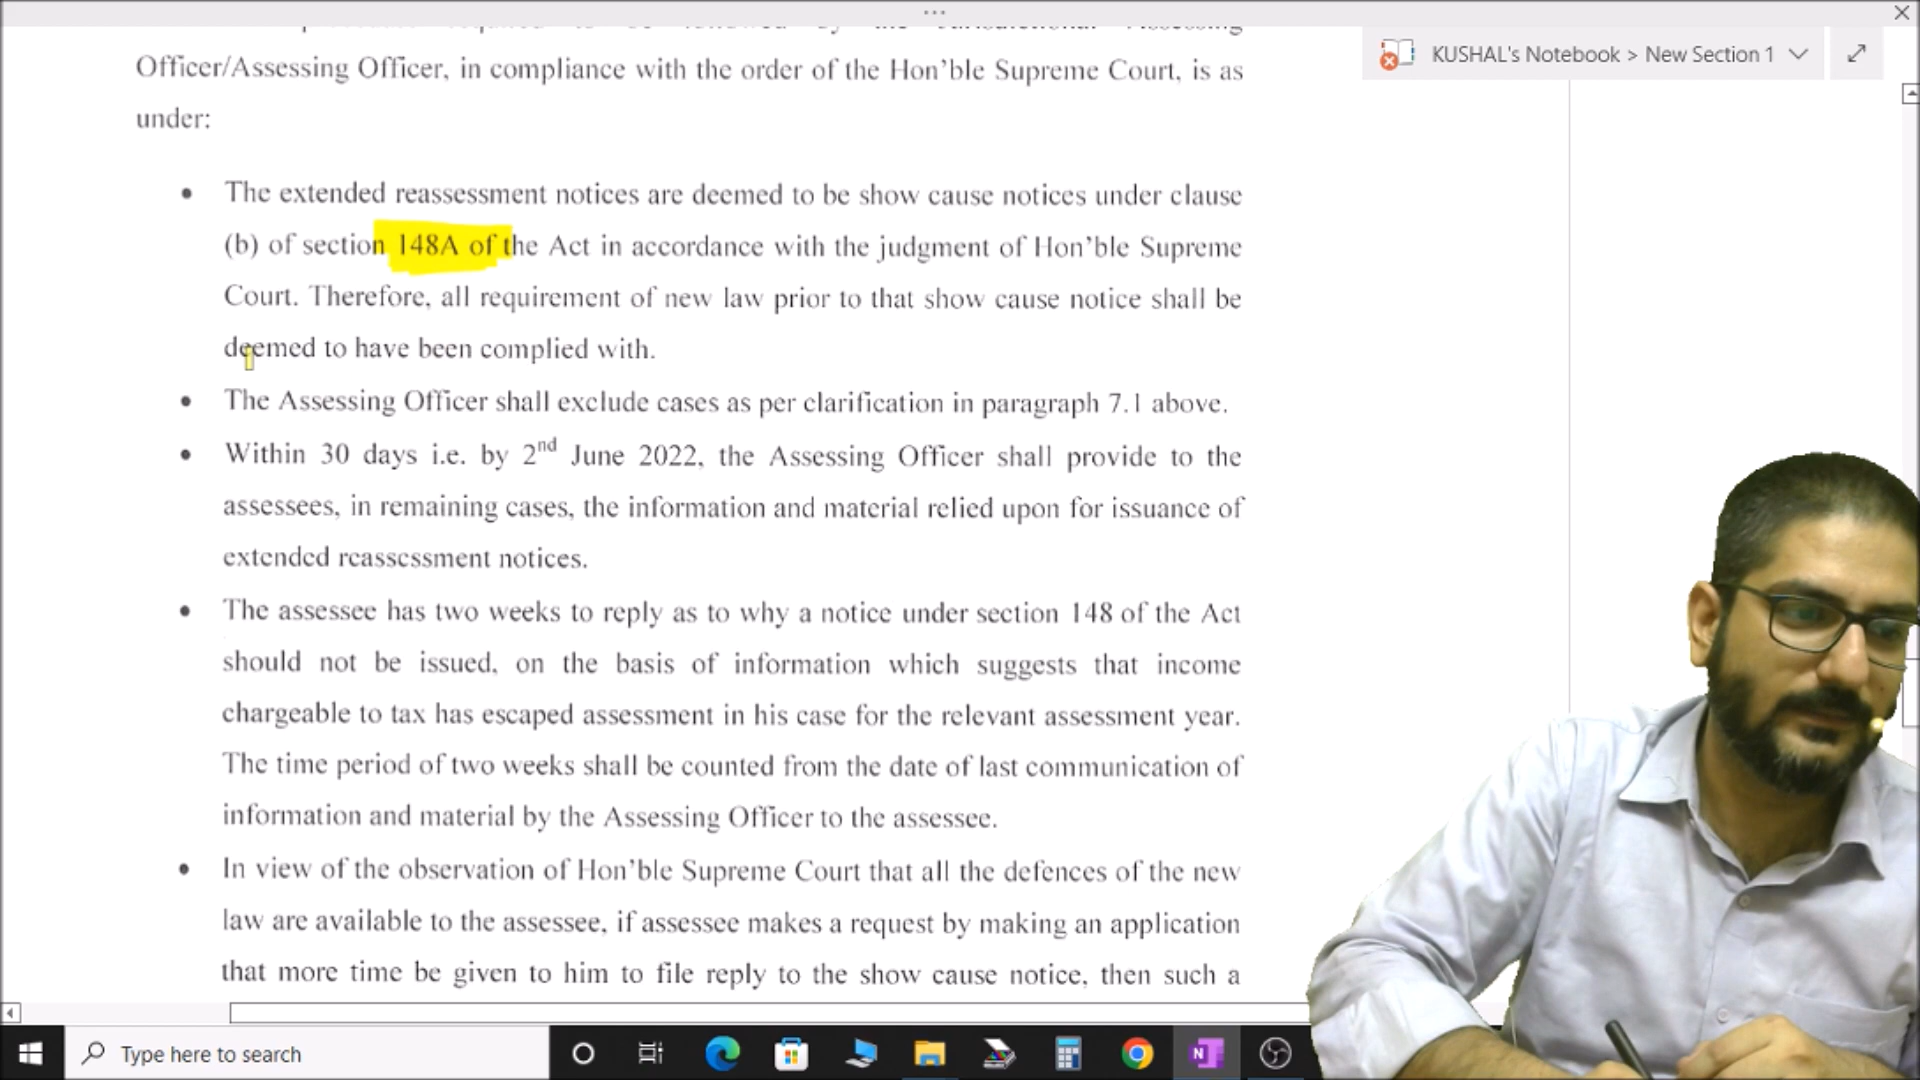 KUSHAL's Notebook > New Section 1
Officer/Assessing Officer, in compliance with the order of the Hon'ble Supreme Court, is as
under:
• The extended reassessment notices are deemed to be show cause notices under clause
(b) of section 148A of the Act in accordance with the judgment of Hon'ble Supreme
Court. Therefore, all requirement of new law prior to that show cause notice shall be
deemed to have been complied with.
• The Assessing Officer shall exclude cases as per clarification in paragraph 7.1 above.
• Within 30 days i.e. by 2nd June 2022, the Assessing Officer shall provide to the
assessees, in remaining cases, the information and material relied upon for issuance of
extended reassessment notices.
• The assessee has two weeks to reply as to why a notice under section 148 of the Act
should not be issued, on the basis of information which suggests that income
chargeable to tax has escaped assessment in his case for the relevant assessment year.
The time period of two weeks shall be counted from the date of last communication of
information and material by the Assessing Officer to the assessee.
• In view of the observation of Hon'ble Supreme Court that all the defences of the new
law are available to the assessee, if assessee makes a request by making an application
that more time be given to him to file reply to the show cause notice, then such a
Type here to search